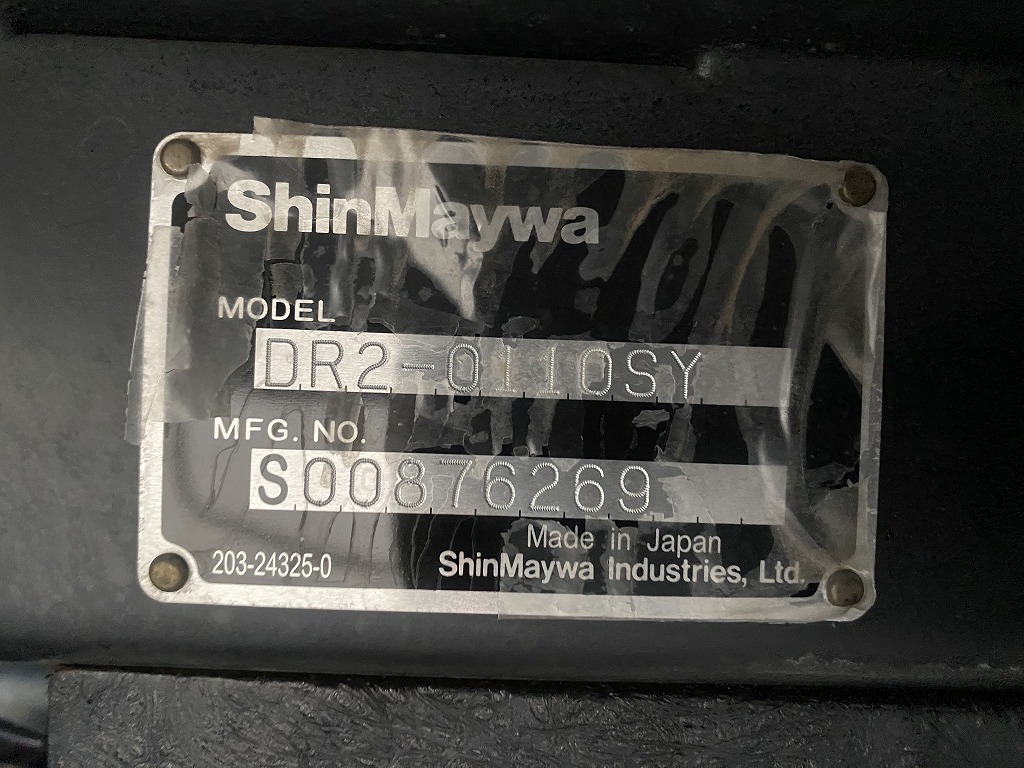 ShinMaywa
MODEL
DR2-0110SY
MFG. NO.
S00876269
Made in Japan
203-24325-0
ShinMaywa Industries, Ltd.